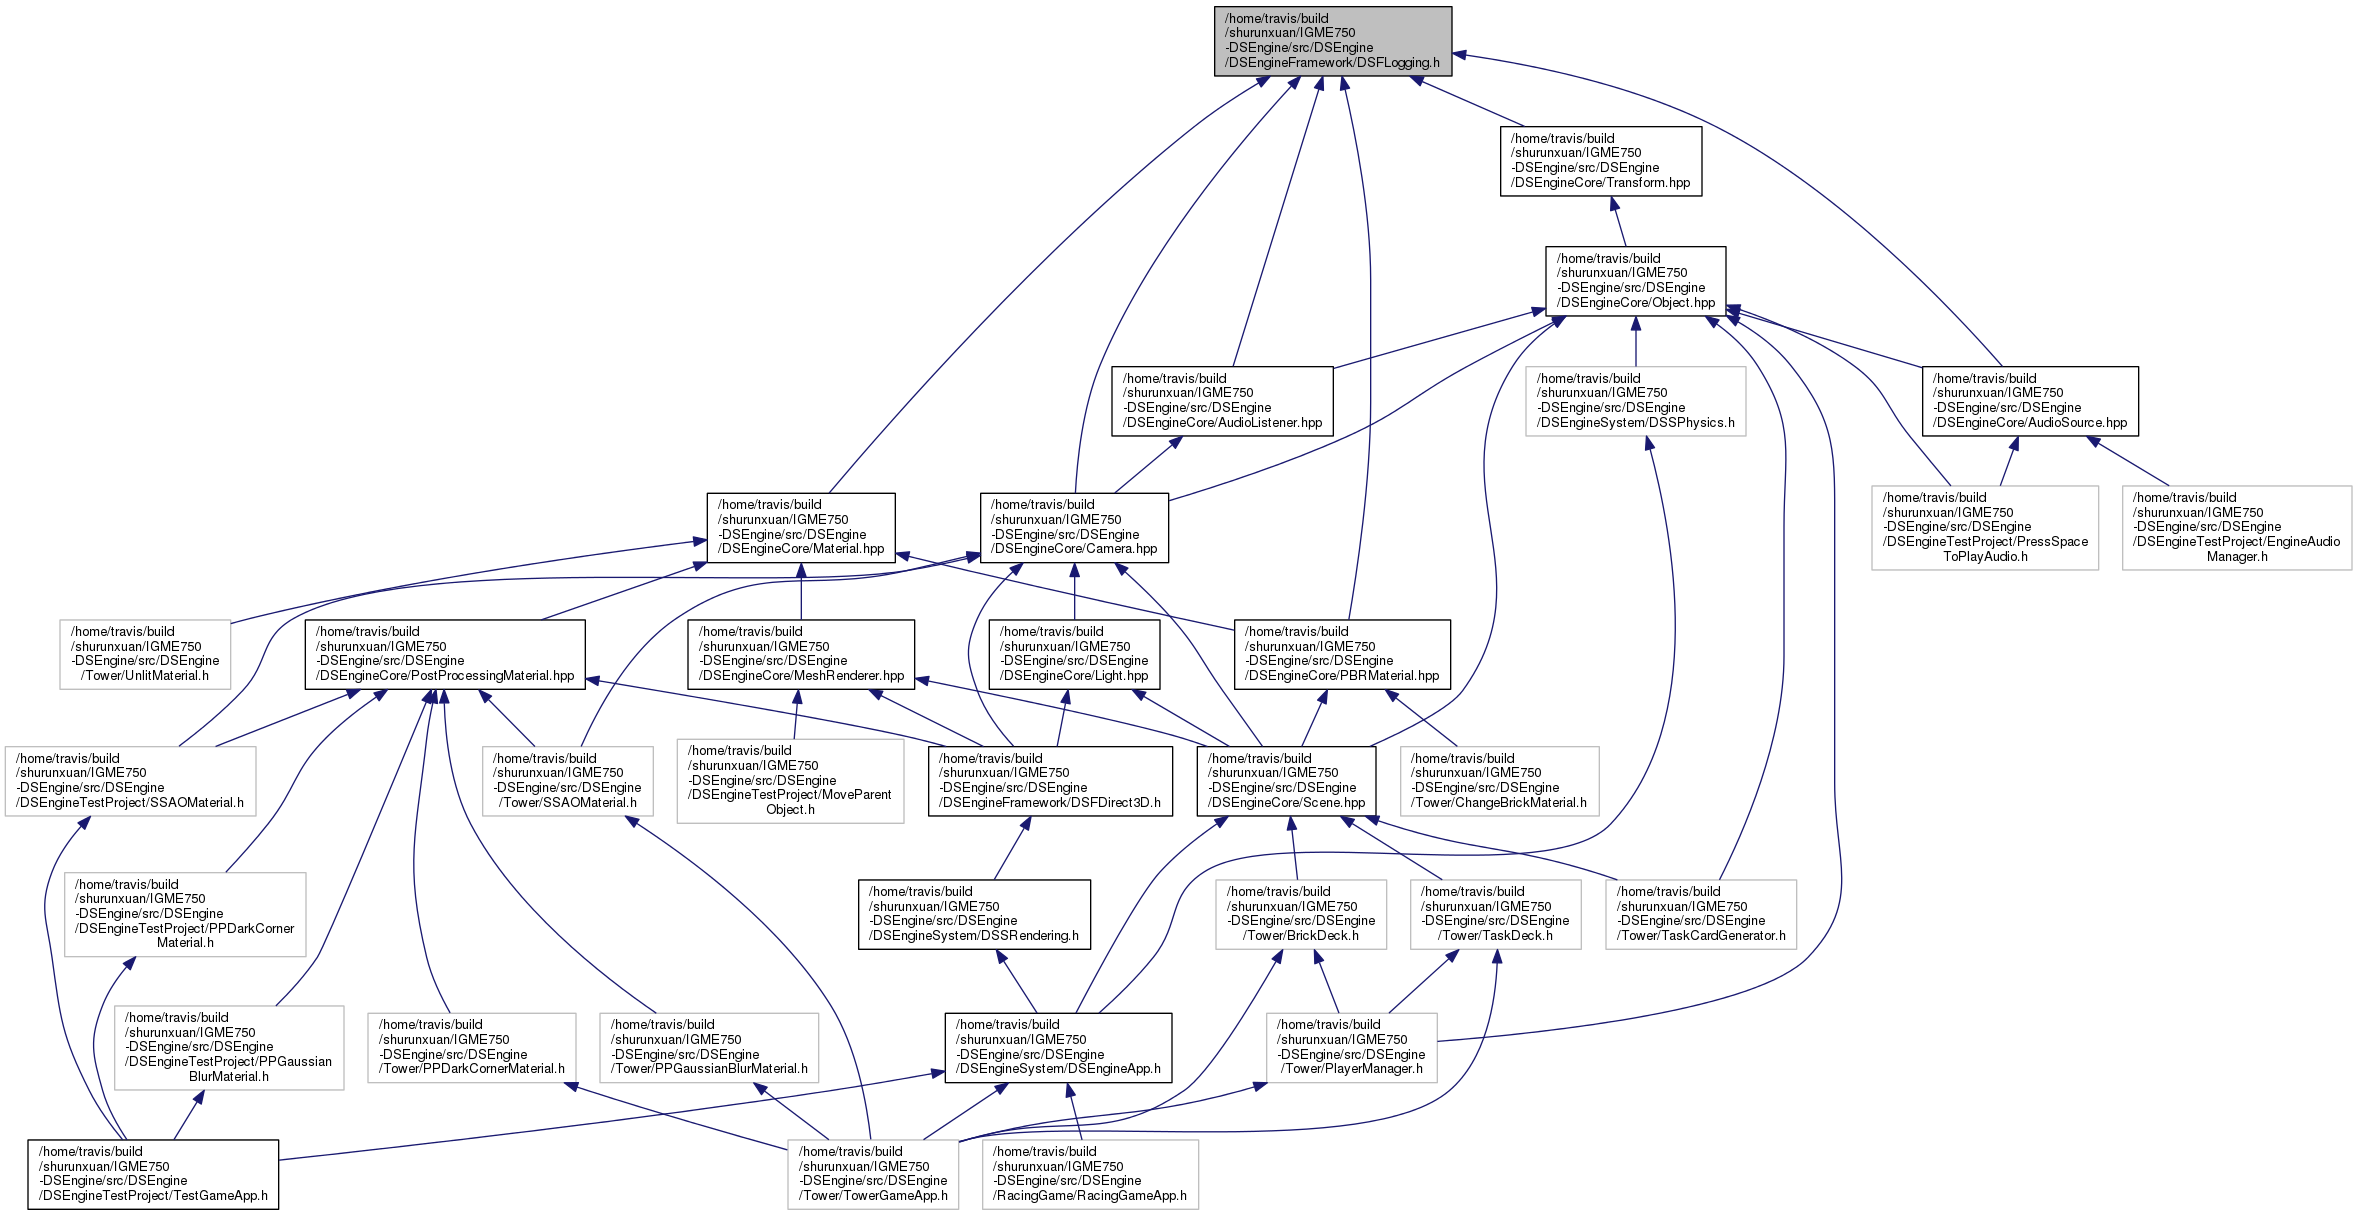 /home/travis/build
/shurunxuan/IGME750
-DSEngine/src/DSEngine
/DSEngineFramework/DSFLogging.h
/home/travis/build
/shurunxuan/IGME750
-DSEngine/src/DSEngine
/DSEngineCore/Transform.hpp
/home/travis/build
/shurunxuan/IGME750
-DSEngine/src/DSEngine
/DSEngineCore/Object.hpp
/home/travis/build
/shurunxuan/IGME750
-DSEngine/src/DSEngine
/DSEngineCore/AudioListener.hpp
/home/travis/build
/shurunxuan/IGME750
-DSEngine/src/DSEngine
/DSEngineSystem/DSSPhysics.h
/home/travis/build
/shurunxuan/IGME750
-DSEngine/src/DSEngine
/DSEngineCore/AudioSource.hpp
/home/travis/build
/shurunxuan/IGME750
-DSEngine/src/DSEngine
/DSEngineCore/Material.hpp
/home/travis/build
/shurunxuan/IGME750
-DSEngine/src/DSEngine
/DSEngineCore/Camera.hpp
/home/travis/build
/shurunxuan/IGME750
-DSEngine/src/DSEngine
/DSEngineTestProject/PressSpace
ToPlayAudio.h
/home/travis/build
/shurunxuan/IGME750
-DSEngine/src/DSEngine
/DSEngineTestProject/EngineAudio
Manager.h
/home/travis/build
/shurunxuan/IGME750
-DSEngine/src/DSEngine
/Tower/UnlitMaterial.h
/home/travis/build
/shurunxuan/IGME750
-DSEngine/src/DSEngine
/DSEngineCore/PostProcessingMaterial.hpp
/home/travis/build
/shurunxuan/IGME750
-DSEngine/src/DSEngine
/DSEngineCore/MeshRenderer.hpp
/home/travis/build
/shurunxuan/IGME750
-DSEngine/src/DSEngine
/DSEngineCore/Light.hpp
/home/travis/build
/shurunxuan/IGME750
-DSEngine/src/DSEngine
/DSEngineCore/PBRMaterial.hpp
/home/travis/build
/shurunxuan/IGME750
-DSEngine/src/DSEngine
/DSEngineTestProject/SSAOMaterial.h
/home/travis/build
/shurunxuan/IGME750
-DSEngine/src/DSEngine
/Tower/SSAOMaterial.h
/home/travis/build
/shurunxuan/IGME750
-DSEngine/src/DSEngine
/DSEngineTestProject/MoveParent
Object.h
/home/travis/build
/shurunxuan/IGME750
-DSEngine/src/DSEngine
/DSEngineFramework/DSFDirect3D.h
/home/travis/build
/shurunxuan/IGME750
-DSEngine/src/DSEngine
/DSEngineCore/Scene.hpp
/home/travis/build
/shurunxuan/IGME750
-DSEngine/src/DSEngine
/Tower/ChangeBrickMaterial.h
/home/travis/build
/shurunxuan/IGME750
-DSEngine/src/DSEngine
/DSEngineTestProject/PPDarkCorner
Material.h
/home/travis/build
/shurunxuan/IGME750
-DSEngine/src/DSEngine
/DSEngineSystem/DSSRendering.h
/home/travis/build
/shurunxuan/IGME750
-DSEngine/src/DSEngine
/Tower/BrickDeck.h
/home/travis/build
/shurunxuan/IGME750
-DSEngine/src/DSEngine
/Tower/TaskDeck.h
/home/travis/build
/shurunxuan/IGME750
-DSEngine/src/DSEngine
/Tower/TaskCardGenerator.h
/home/travis/build
/shurunxuan/IGME750
-DSEngine/src/DSEngine
/DSEngineTestProject/PPGaussian
BlurMaterial.h
/home/travis/build
/shurunxuan/IGME750
-DSEngine/src/DSEngine
/Tower/PPDarkCornerMaterial.h
/home/travis/build
/shurunxuan/IGME750
-DSEngine/src/DSEngine
/Tower/PPGaussianBlurMaterial.h
/home/travis/build
/shurunxuan/IGME750
-DSEngine/src/DSEngine
/DSEngineSystem/DSEngineApp.h
/home/travis/build
/shurunxuan/IGME750
-DSEngine/src/DSEngine
/Tower/PlayerManager.h
/home/travis/build
/shurunxuan/IGME750
-DSEngine/src/DSEngine
/DSEngineTestProject/TestGameApp.h
/home/travis/build
/shurunxuan/IGME750
-DSEngine/src/DSEngine
/Tower/TowerGameApp.h
/home/travis/build
/shurunxuan/IGME750
-DSEngine/src/DSEngine
/RacingGame/RacingGameApp.h